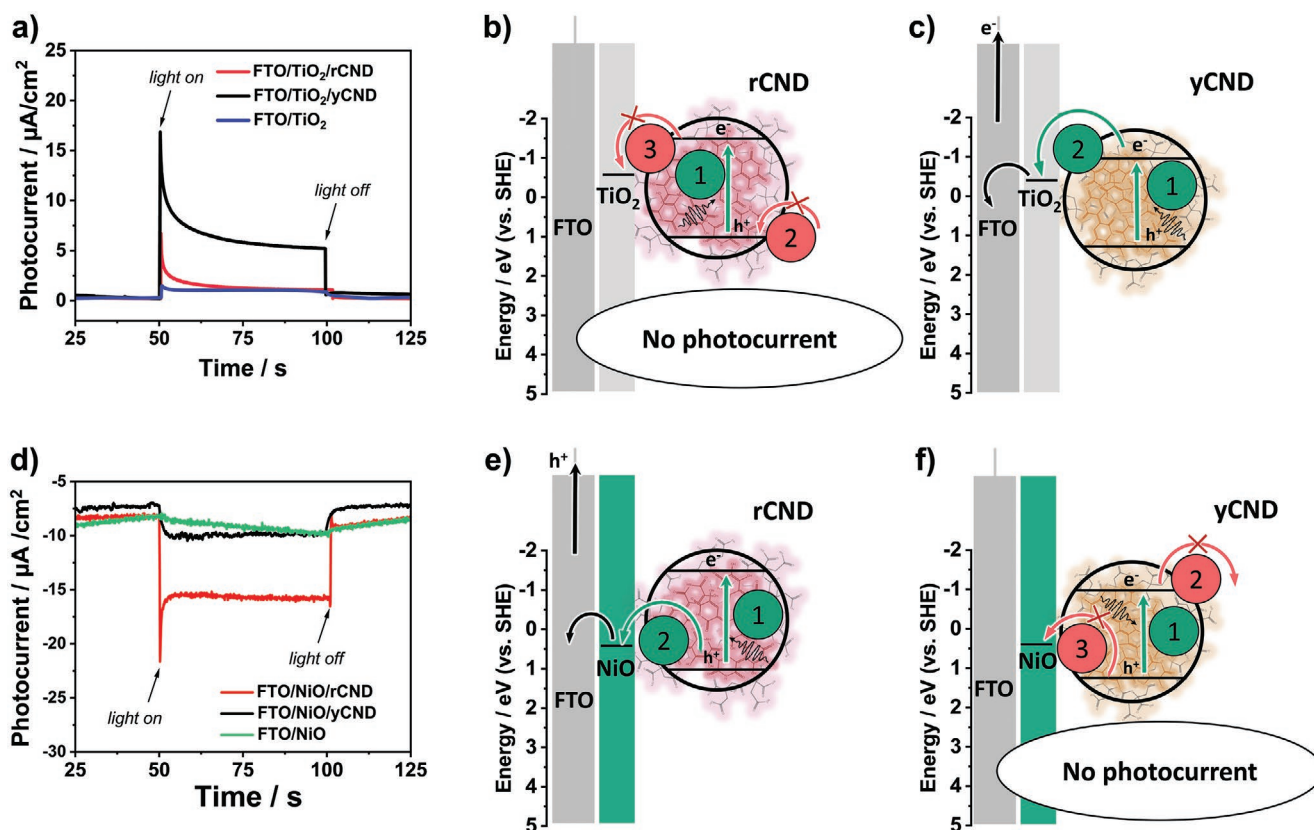 a)
Photocurrent / µA/cm²
25
20
15
10
5
0
light on
light off
FTO/TiO₂/rCND
FTO/TiO₂/yCND
FTO/TiO₂
25 50 75 100 125
Time / s
b)
rCND
Energy / eV (vs. SHE)
-2
-1
0
1
2
3
4
5
FTO
TiO₂
e⁻
3
1
h⁺
2
No photocurrent
c)
e⁻
yCND
Energy / eV (vs. SHE)
-2
-1
0
1
2
3
4
5
FTO
TiO₂
2
e⁻
1
h⁺
d)
Photocurrent / µA /cm²
-5
-10
-15
-20
-25
-30
light on
light off
FTO/NiO/rCND
FTO/NiO/yCND
FTO/NiO
25 50 75 100 125
Time / s
e)
h⁺
rCND
Energy / eV (vs. SHE)
-2
-1
0
1
2
3
4
5
FTO
NiO
e⁻
1
2
h⁺
f)
yCND
Energy / eV (vs. SHE)
-2
-1
0
1
2
3
4
5
FTO
NiO
e⁻
2
1
3
h⁺
No photocurrent